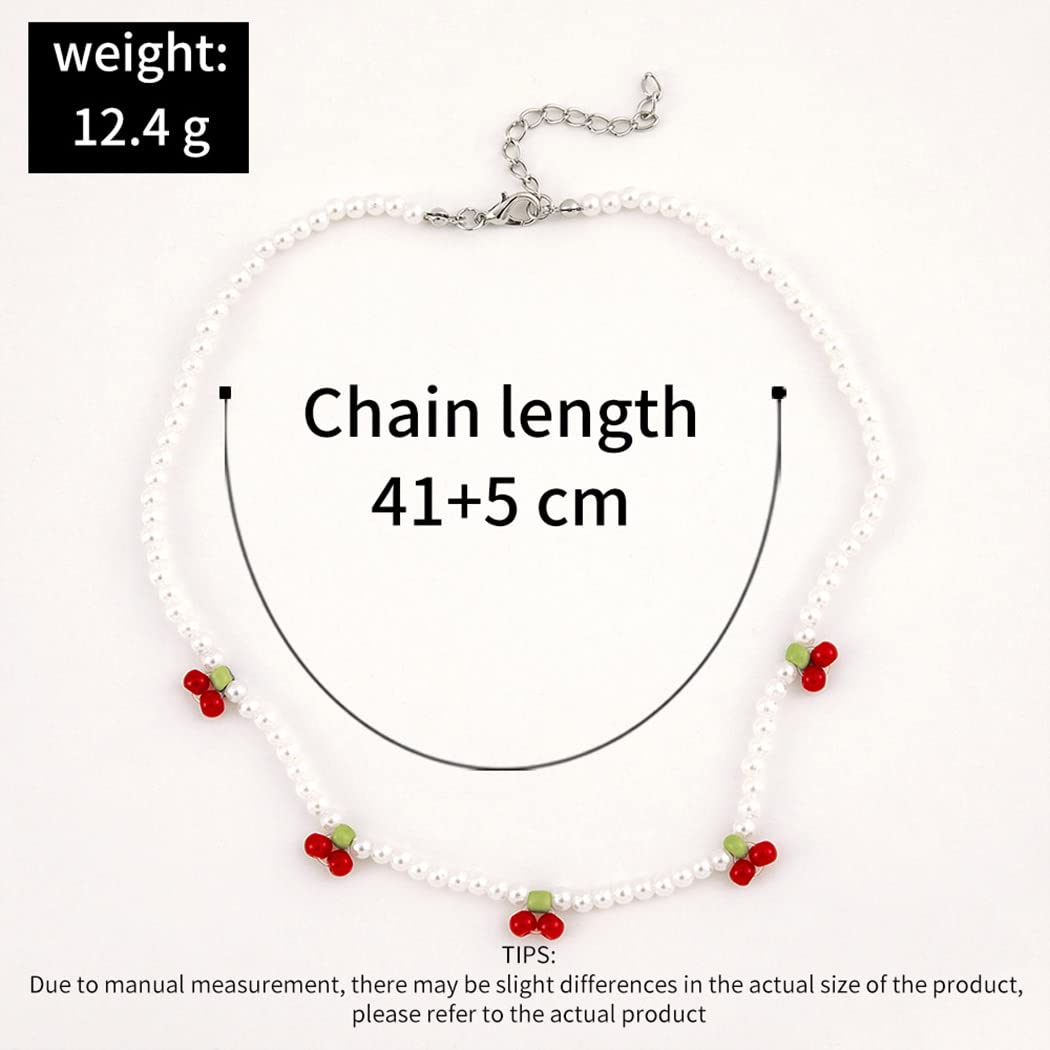 weight:
12.4 g
Chain length
41+5 cm
TIPS:
Due to manual measurement, there may be slight differences in the actual size of the product,
please refer to the actual product